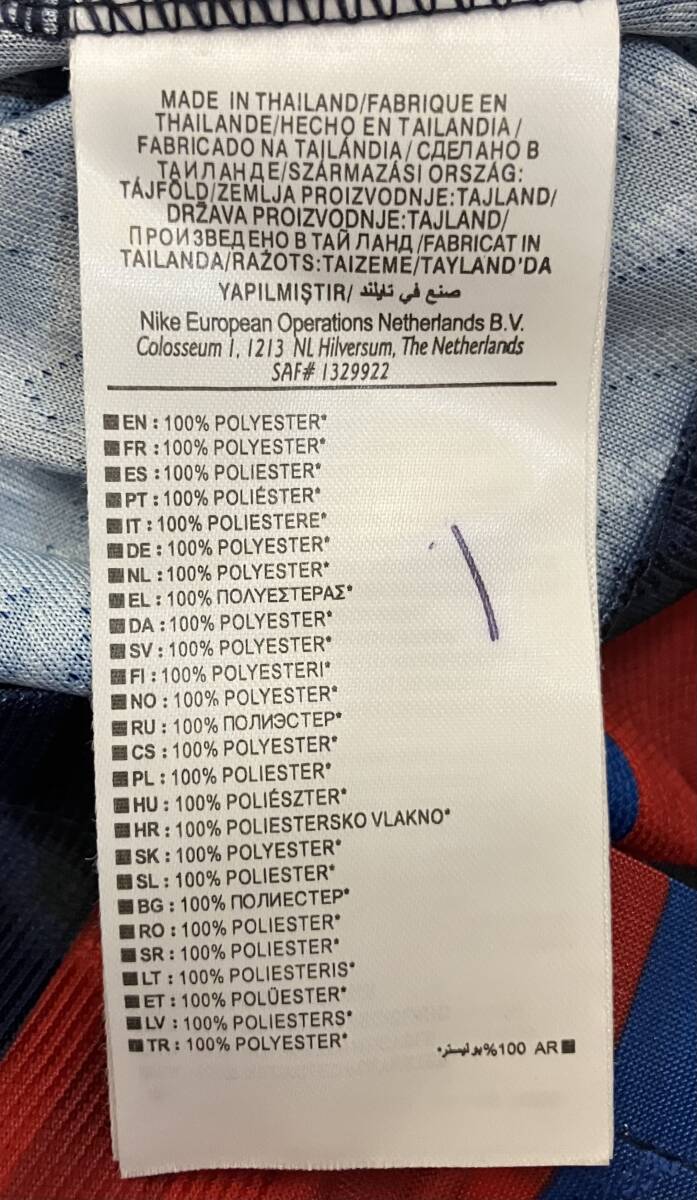 MADE IN THAILAND/FABRIQUE EN
THAILANDE/HECHO EN TAILANDIA/
FABRICADO NA TAILÁNDIA/СДЕЛАНО В
ТАИЛАНДЕ/SZÁRMAZÁSI ORSZÁG:
TÁJFÖLD/ZEMLJA PROIZVODNJE:TAJLAND/
DRŽAVA PROIZVODNJE:TAJLAND/
ПРОИЗВЕДЕНО В ТАЙЛАНД/FABRICAT IN
TAILANDA/RAŽOTS:TAIZEME/TAYLAND'DA
YAPILMIŞTIR/ صنع في تايلند
Nike European Operations Netherlands B.V.
Colosseum 1, 1213 NL Hilversum, The Netherlands
SAF# 1329922
EN : 100% POLYESTER*
FR : 100% POLYESTER*
ES : 100% POLIESTER*
PT : 100% POLIÉSTER*
IT : 100% POLIESTERE*
DE : 100% POLYESTER*
NL : 100% POLYESTER*
EL : 100% ΠΟΛΥΕΣΤΕΡΑΣ*
DA : 100% POLYESTER*
SV : 100% POLYESTER*
FI : 100% POLYESTERI*
NO : 100% POLYESTER*
RU : 100% ПОЛИЭСТЕР*
CS : 100% POLYESTER*
PL : 100% POLIESTER*
HU : 100% POLIÉSZTER*
HR : 100% POLIESTERSKO VLAKNO*
SK : 100% POLYESTER*
SL : 100% POLIESTER*
BG : 100% ПОЛИЕСТЕР*
RO : 100% POLIESTER*
SR : 100% POLIESTER*
LT : 100% POLIESTERIS*
ET : 100% POLÜESTER*
LV : 100% POLIESTERS*
TR : 100% POLYESTER*
AR 100% بوليستر*